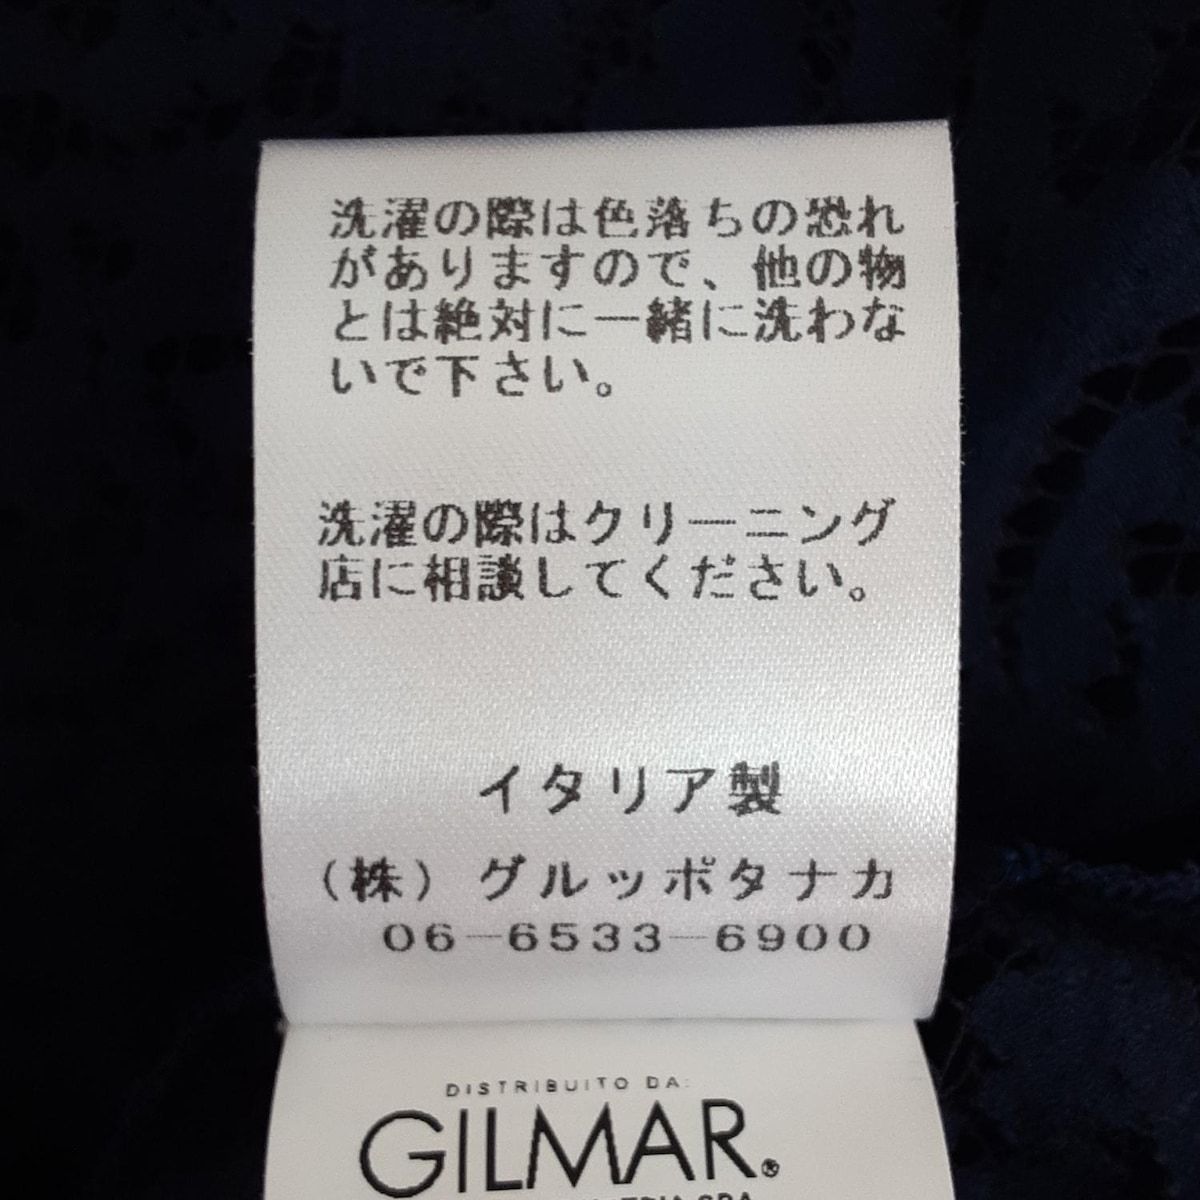 洗濯の際は色落ちの恐れ
がありますので、他の物
とは絶対に一緒に洗わな
いで下さい。
洗濯の際はクリーニング
店に相談してください。
イタリア製
(株) グルッポタナカ
06-6533-6900
DISTRIBUITO DA:
GILMAR®